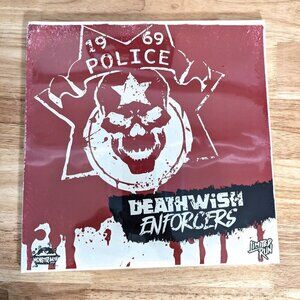 19 69
POLICE
DEATHWISH
ENFORCERS